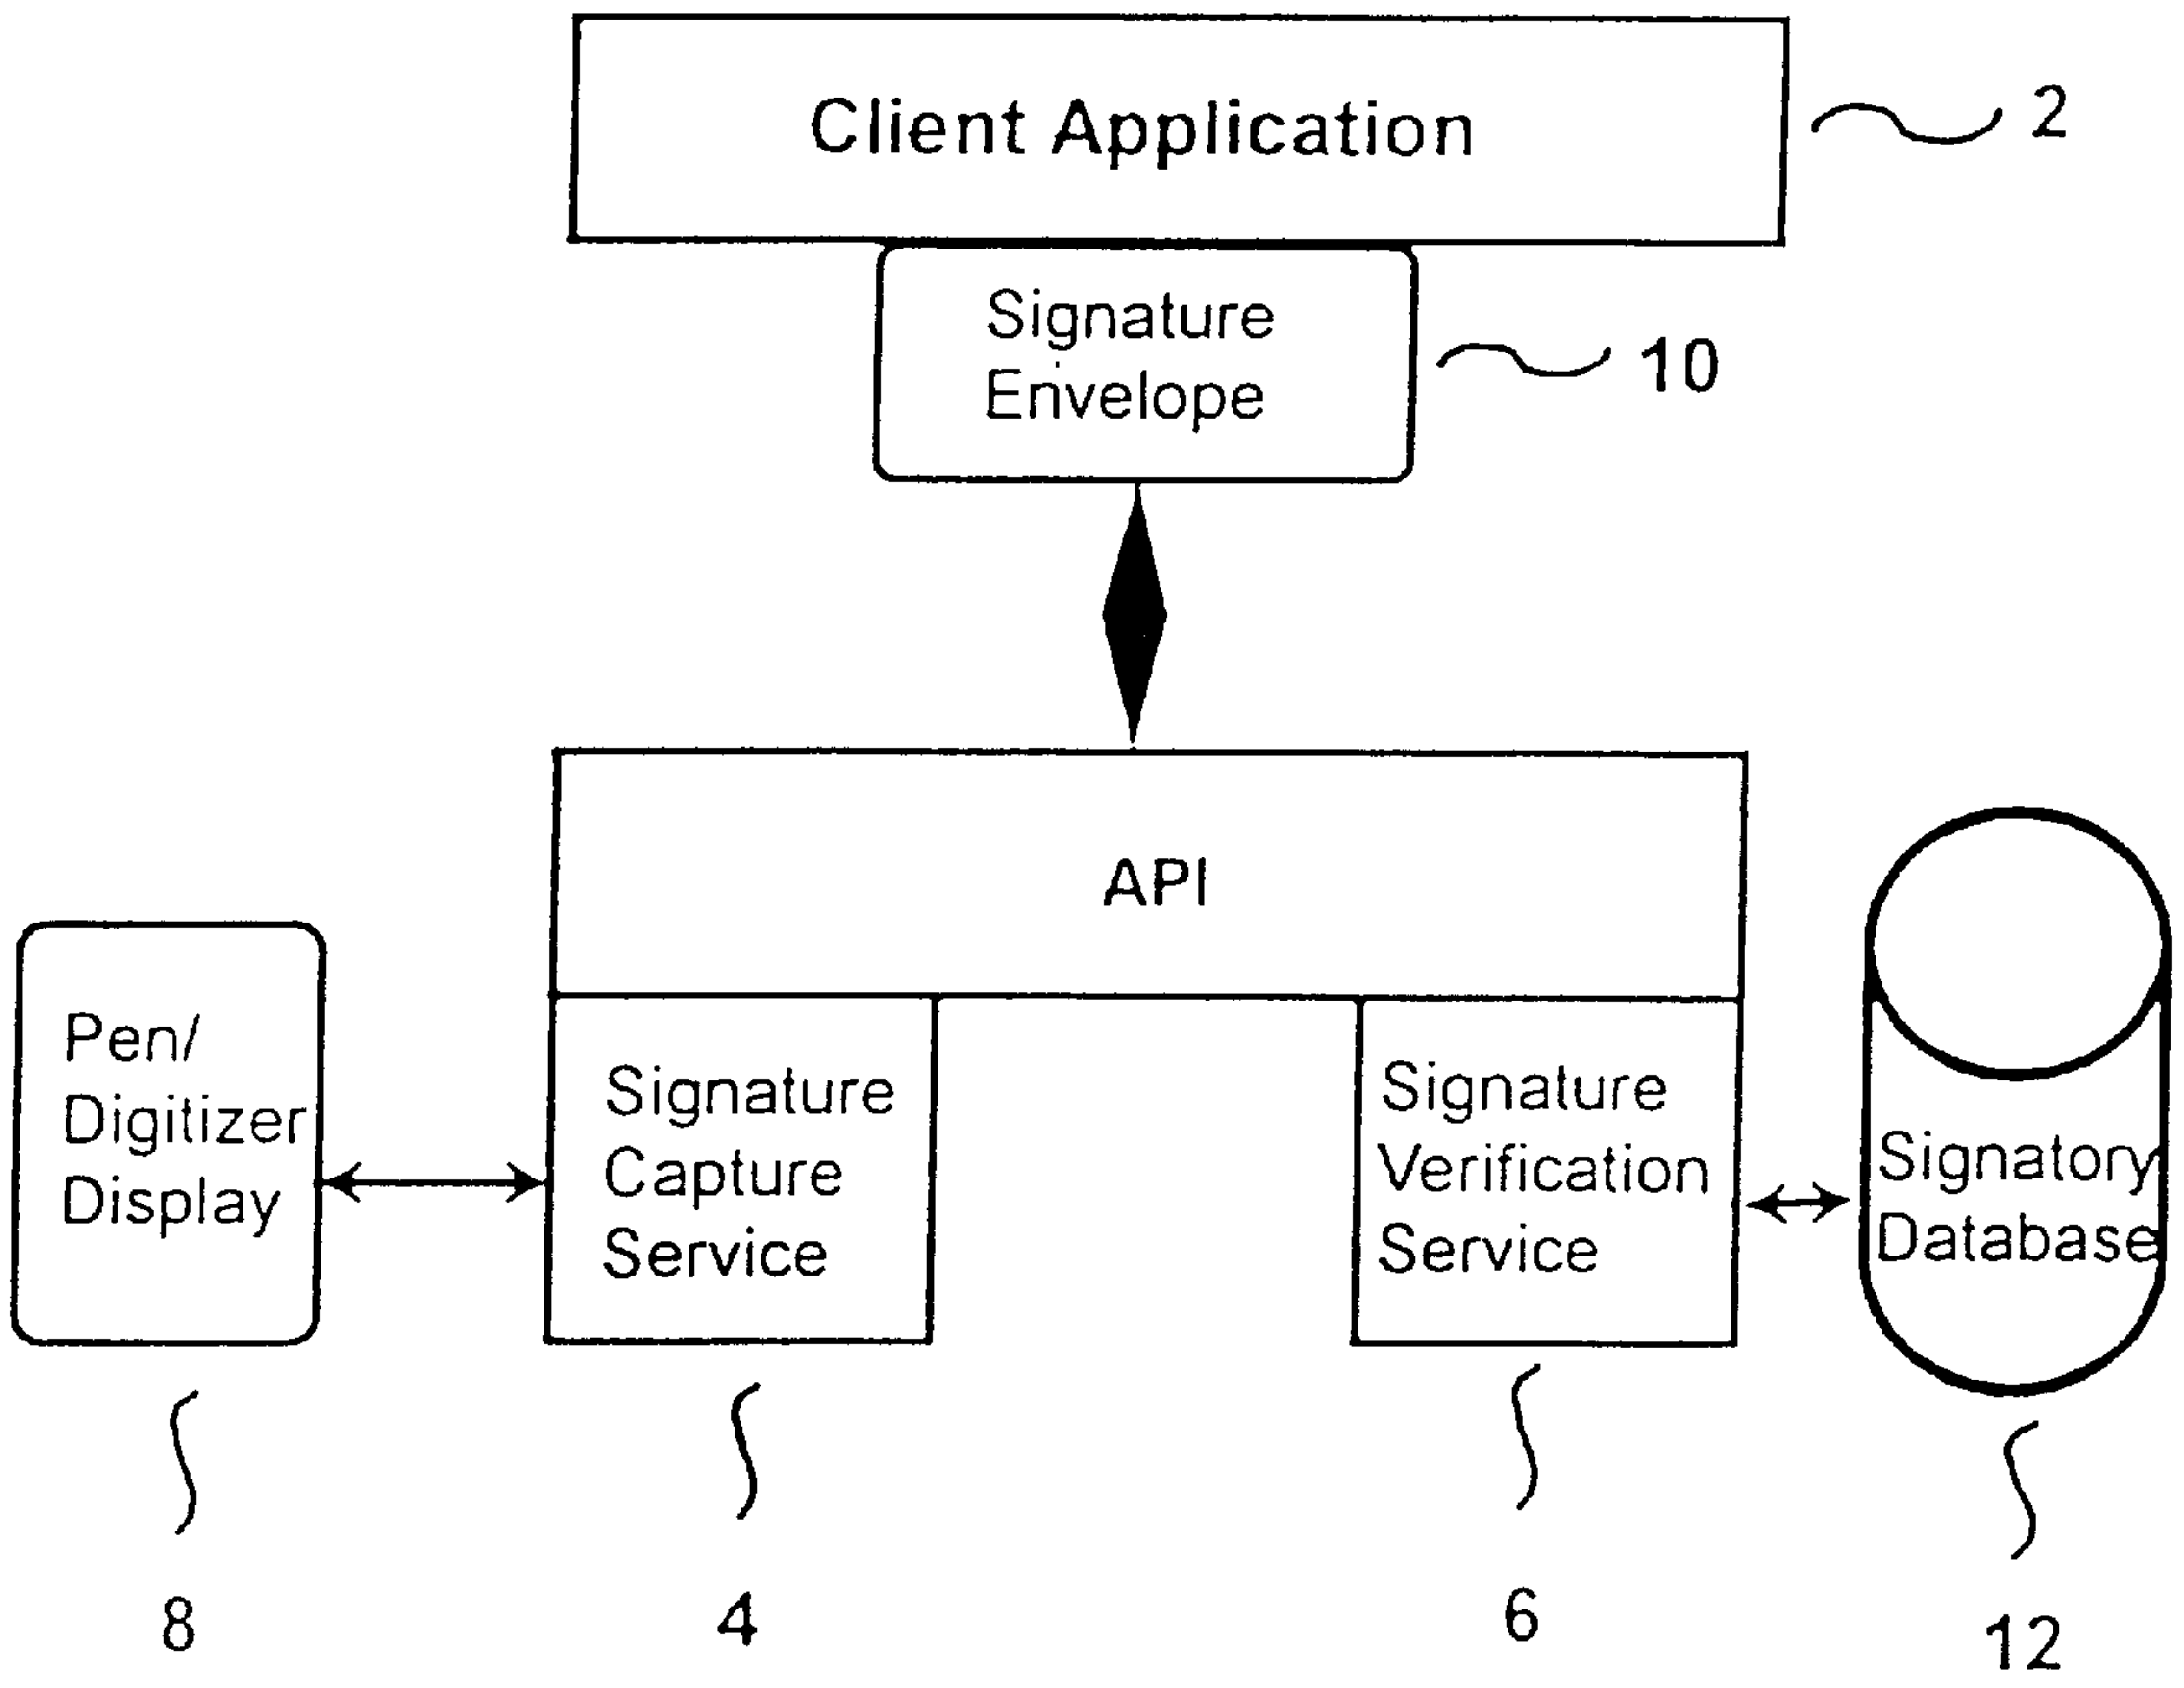 Client Application
2
Signature
Envelope
10
API
Pen/
Digitizer
Display
Signature
Capture
Service
Signature
Verification
Service
Signatory
Database
8
4
6
12